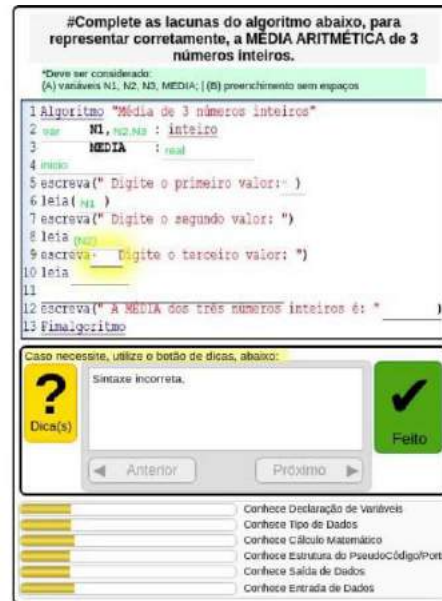 #Complete as lacunas do algoritmo abaixo, para
representar corretamente, a MÉDIA ARITMÉTICA de 3
números inteiros.
*Deve ser considerado:
(A) variáveis N1, N2, N3, MEDIA; | (B) preenchimento sem espaços
1 Algoritmo "Média de 3 números inteiros"
2 var N1, N2,N3 : inteiro
3 MEDIA : real
4 inicio
5 escreva(" Digite o primeiro valor: )
6 leia( N1 )
7 escreva(" Digite o segundo valor: ")
8 leia (N2)
9 escreva Digite o terceiro valor: ")
10 leia
11
12 escreva(" A MÉDIA dos três números inteiros é: " )
13 Fimalgoritmo
Caso necessite, utilize o botão de dicas, abaixo:
?
Dica(s)
Sintaxe incorreta,
Feito
Anterior Próximo
Conhece Declaração de Variáveis
Conhece Tipo de Dados
Conhece Cálculo Matemático
Conhece Estrutura do PseudoCódigo/Port
Conhece Saída de Dados
Conhece Entrada de Dados